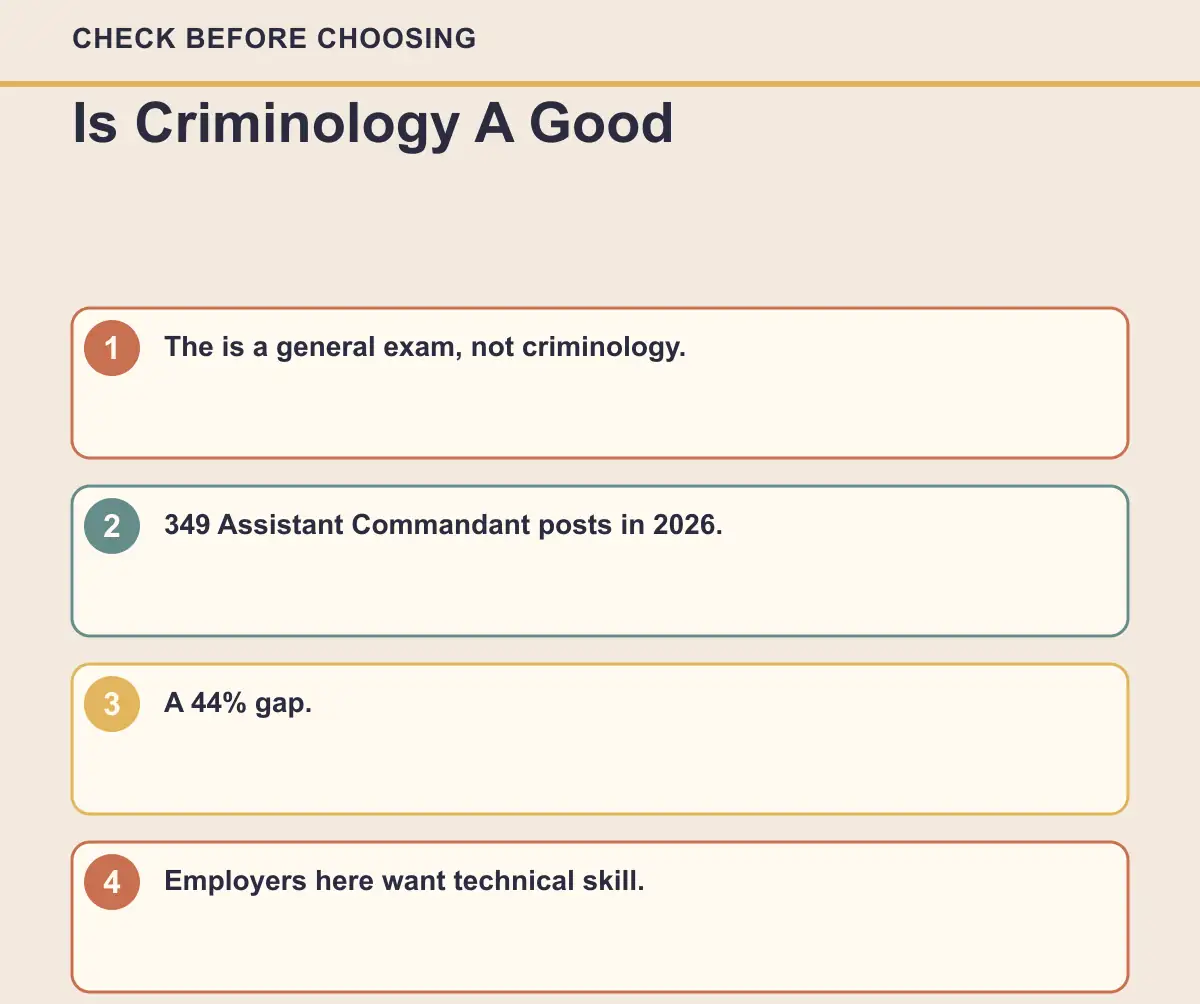 CHECK BEFORE CHOOSING
Is Criminology A Good
1 The is a general exam, not criminology.
2 349 Assistant Commandant posts in 2026.
3 A 44% gap.
4 Employers here want technical skill.